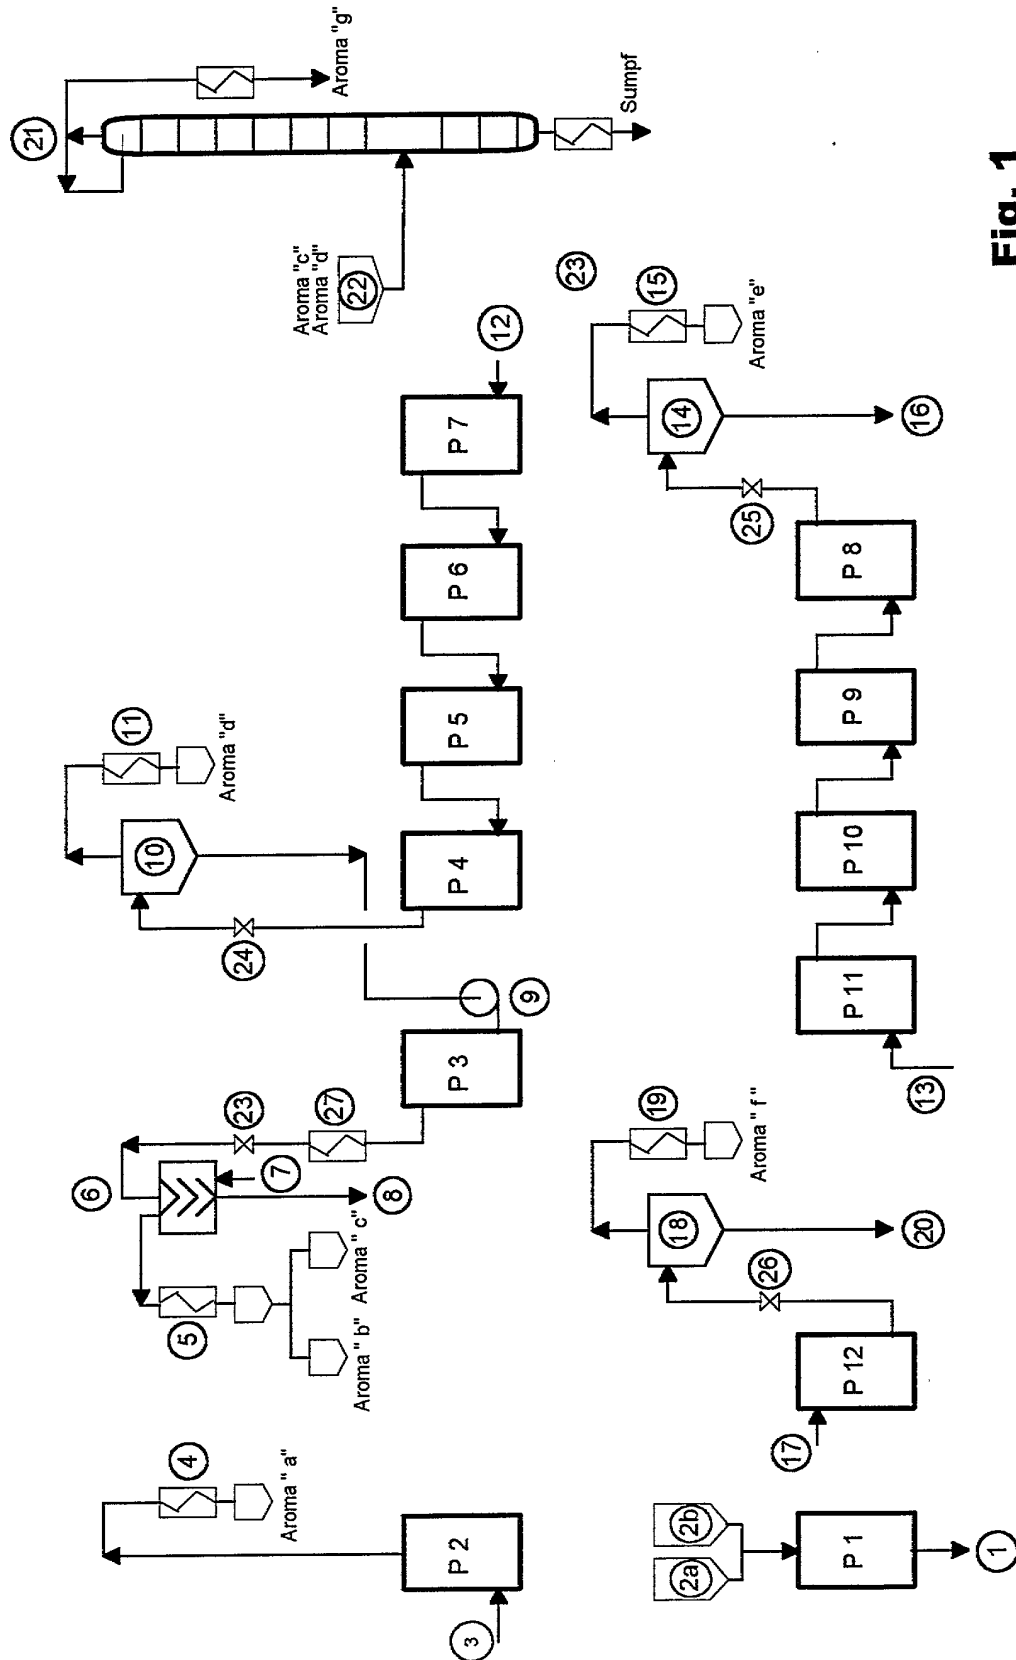 21
Aroma "g"
Sumpf
Aroma "c"
Aroma "d"
22
23
15
Aroma "e"
14
16
25
12
P 7
P 6
P 5
P 4
P 8
P 9
P 10
P 11
13
11
Aroma "d"
10
24
9
P 3
27
23
6
7
8
5
Aroma " c"
Aroma " b"
19
Aroma " f "
18
20
26
P 12
17
4
Aroma " a"
P 2
3
2a
2b
P 1
1
Fig. 1